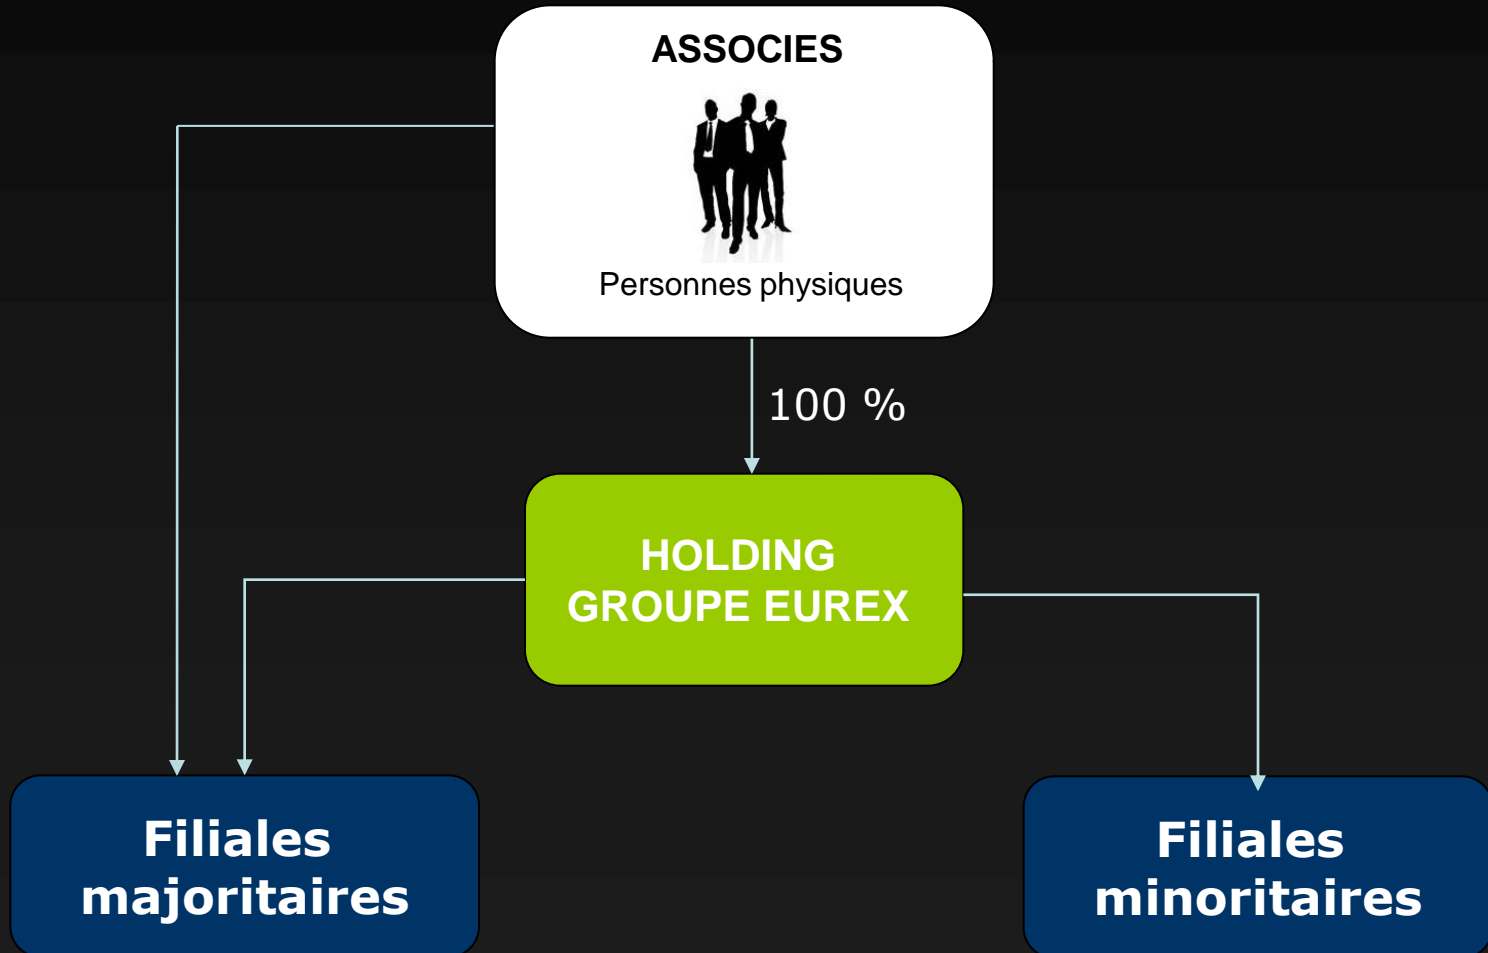 ASSOCIES
Personnes physiques
100 %
HOLDING
GROUPE EUREX
Filiales
majoritaires
Filiales
minoritaires